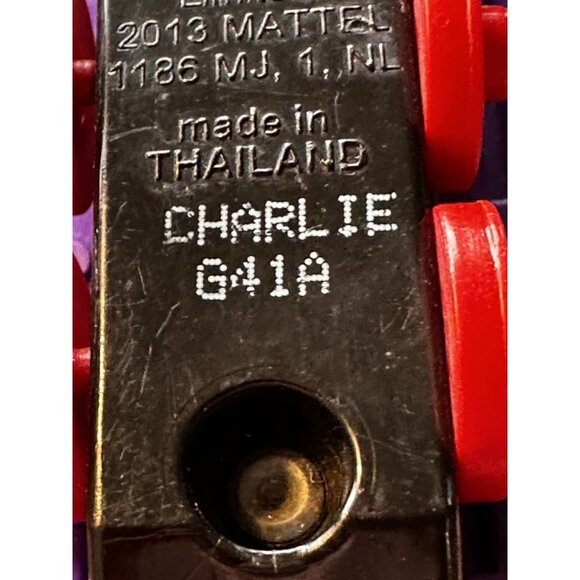 2013 MATTEL
1186 MJ, 1, NL
made in
THAILAND
CHARLIE
G41A